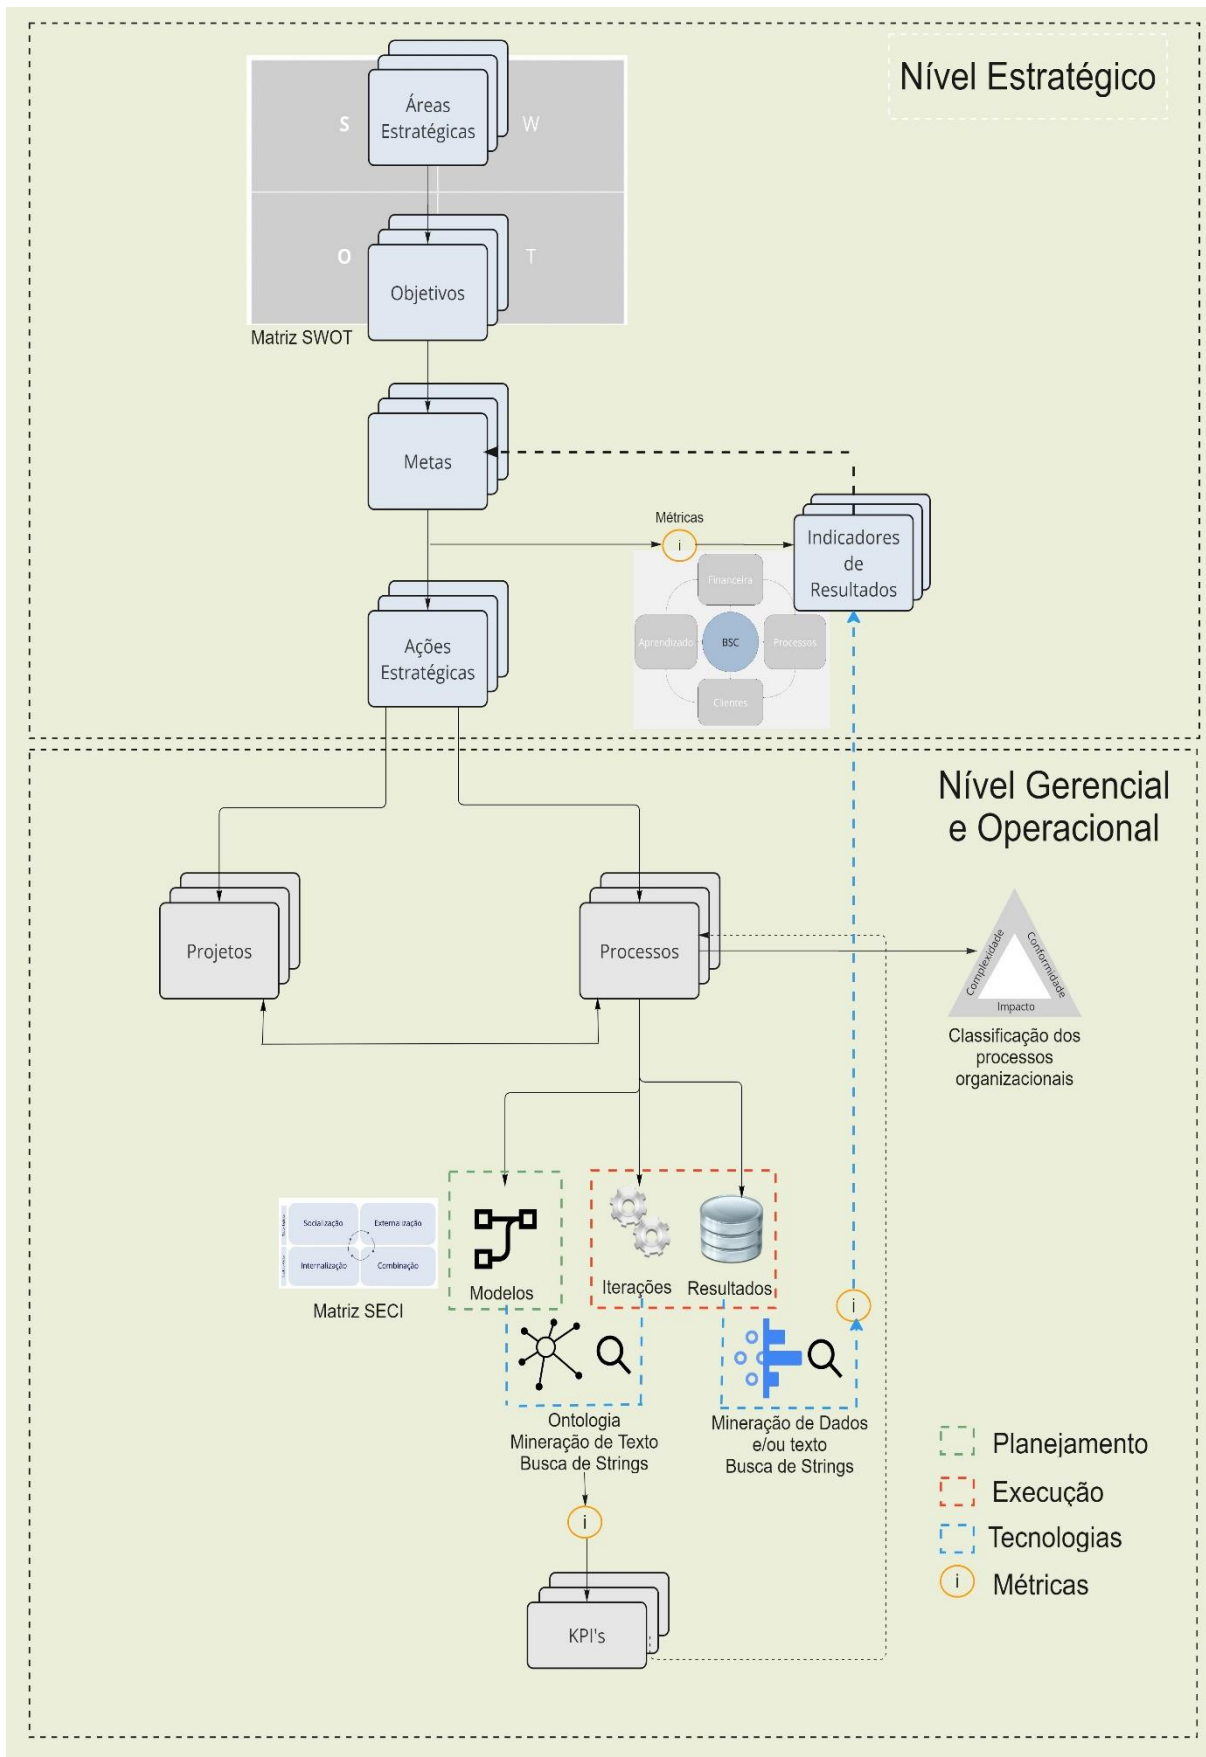 Nível Estratégico
S
W
Áreas
Estratégicas
O
T
Objetivos
Matriz SWOT
Metas
Métricas
i
Indicadores
de
Resultados
Financeira
Aprendizado
BSC
Processos
Clientes
Ações
Estratégicas
Nível Gerencial
e Operacional
Projetos
Processos
Complexidade
Conformidade
Impacto
Classificação dos
processos
organizacionais
Socialização
Externalização
Internalização
Combinação
Matriz SECI
Modelos
Iterações
Resultados
i
Ontologia
Mineração de Texto
Busca de Strings
Mineração de Dados
e/ou texto
Busca de Strings
i
KPI's
Planejamento
Execução
Tecnologias
i
Métricas